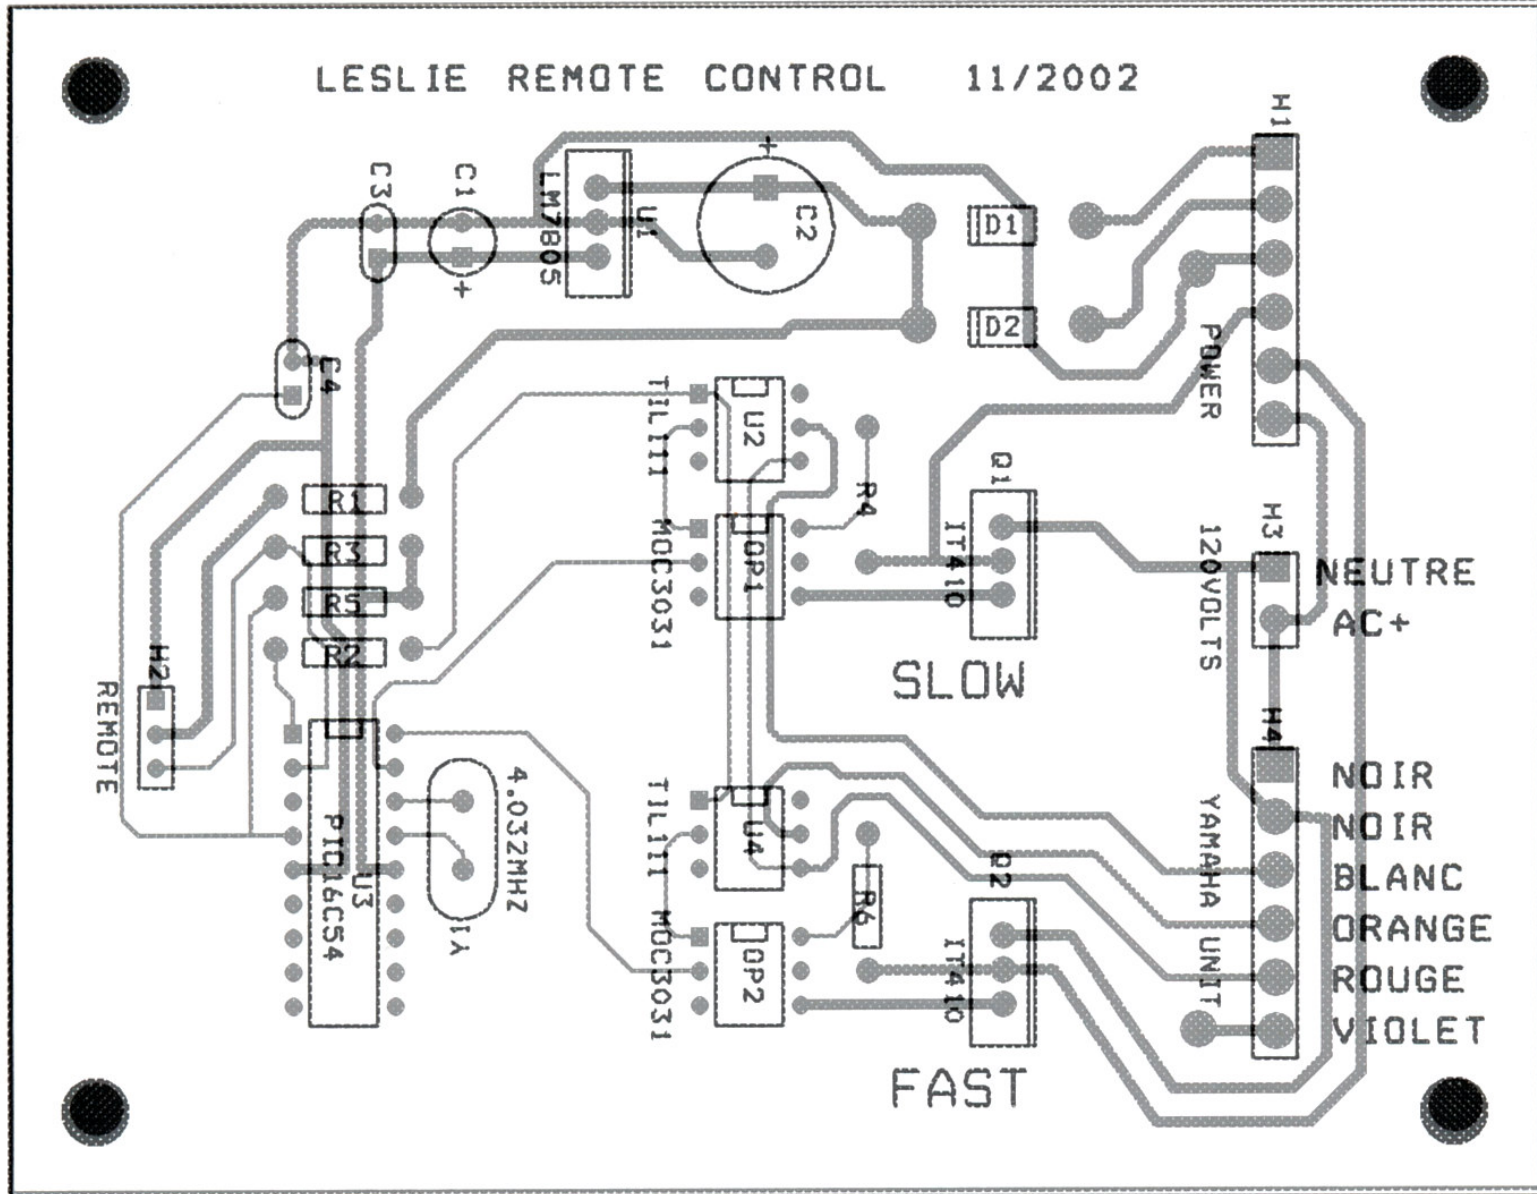 LESLIE REMOTE CONTROL 11/2002
H1
C3
C1
+
LM7805
U1
+
C2
D1
D2
POWER
C4
TIL111
U2
R4
Q1
IT410
H3
120VOLTS
NEUTRE
AC+
R1
R3
R5
R2
MOC3031
OP1
SLOW
H2
REMOTE
H4
NOIR
NOIR
BLANC
ORANGE
ROUGE
VIOLET
YAMAHA UNIT
PIC16C54
U3
4.032MHZ
Y1
TIL111
U4
R6
Q2
IT410
MOC3031
OP2
FAST